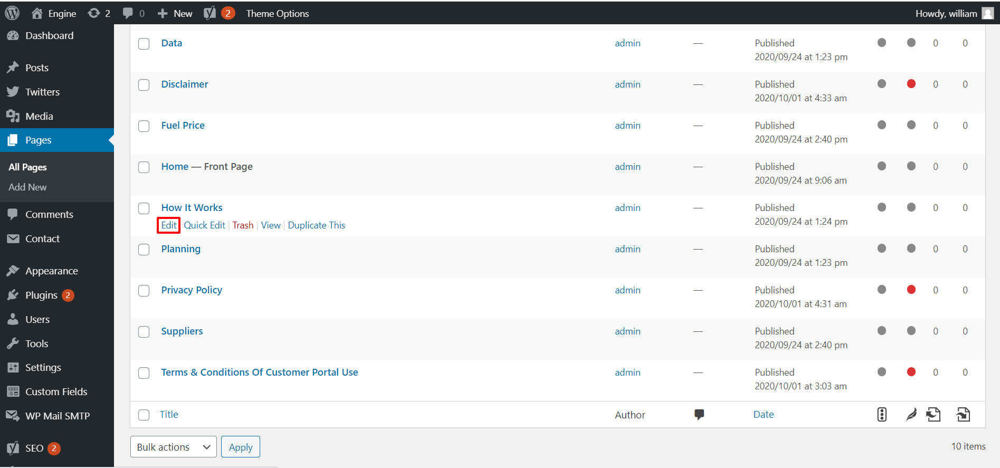 Engine 2 0 New 2 Theme Options Howdy, william
Dashboard
Posts
Twitters
Media
Pages
All Pages
Add New
Comments
Contact
Appearance
Plugins 2
Users
Tools
Settings
Custom Fields
WP Mail SMTP
SEO 2
Data admin — Published 0 0
2020/09/24 at 1:23 pm
Disclaimer admin — Published 0 0
2020/10/01 at 4:33 am
Fuel Price admin — Published 0 0
2020/09/24 at 2:40 pm
Home — Front Page admin — Published 0 0
2020/09/24 at 9:06 am
How It Works admin — Published 0 0
2020/09/24 at 1:24 pm
Edit Quick Edit | Trash | View | Duplicate This
Planning admin — Published 0 0
2020/09/24 at 1:23 pm
Privacy Policy admin — Published 0 0
2020/10/01 at 4:31 am
Suppliers admin — Published 0 0
2020/09/24 at 2:40 pm
Terms & Conditions Of Customer Portal Use admin — Published 0 0
2020/10/01 at 3:03 am
Title Author Date
Bulk actions Apply 10 items